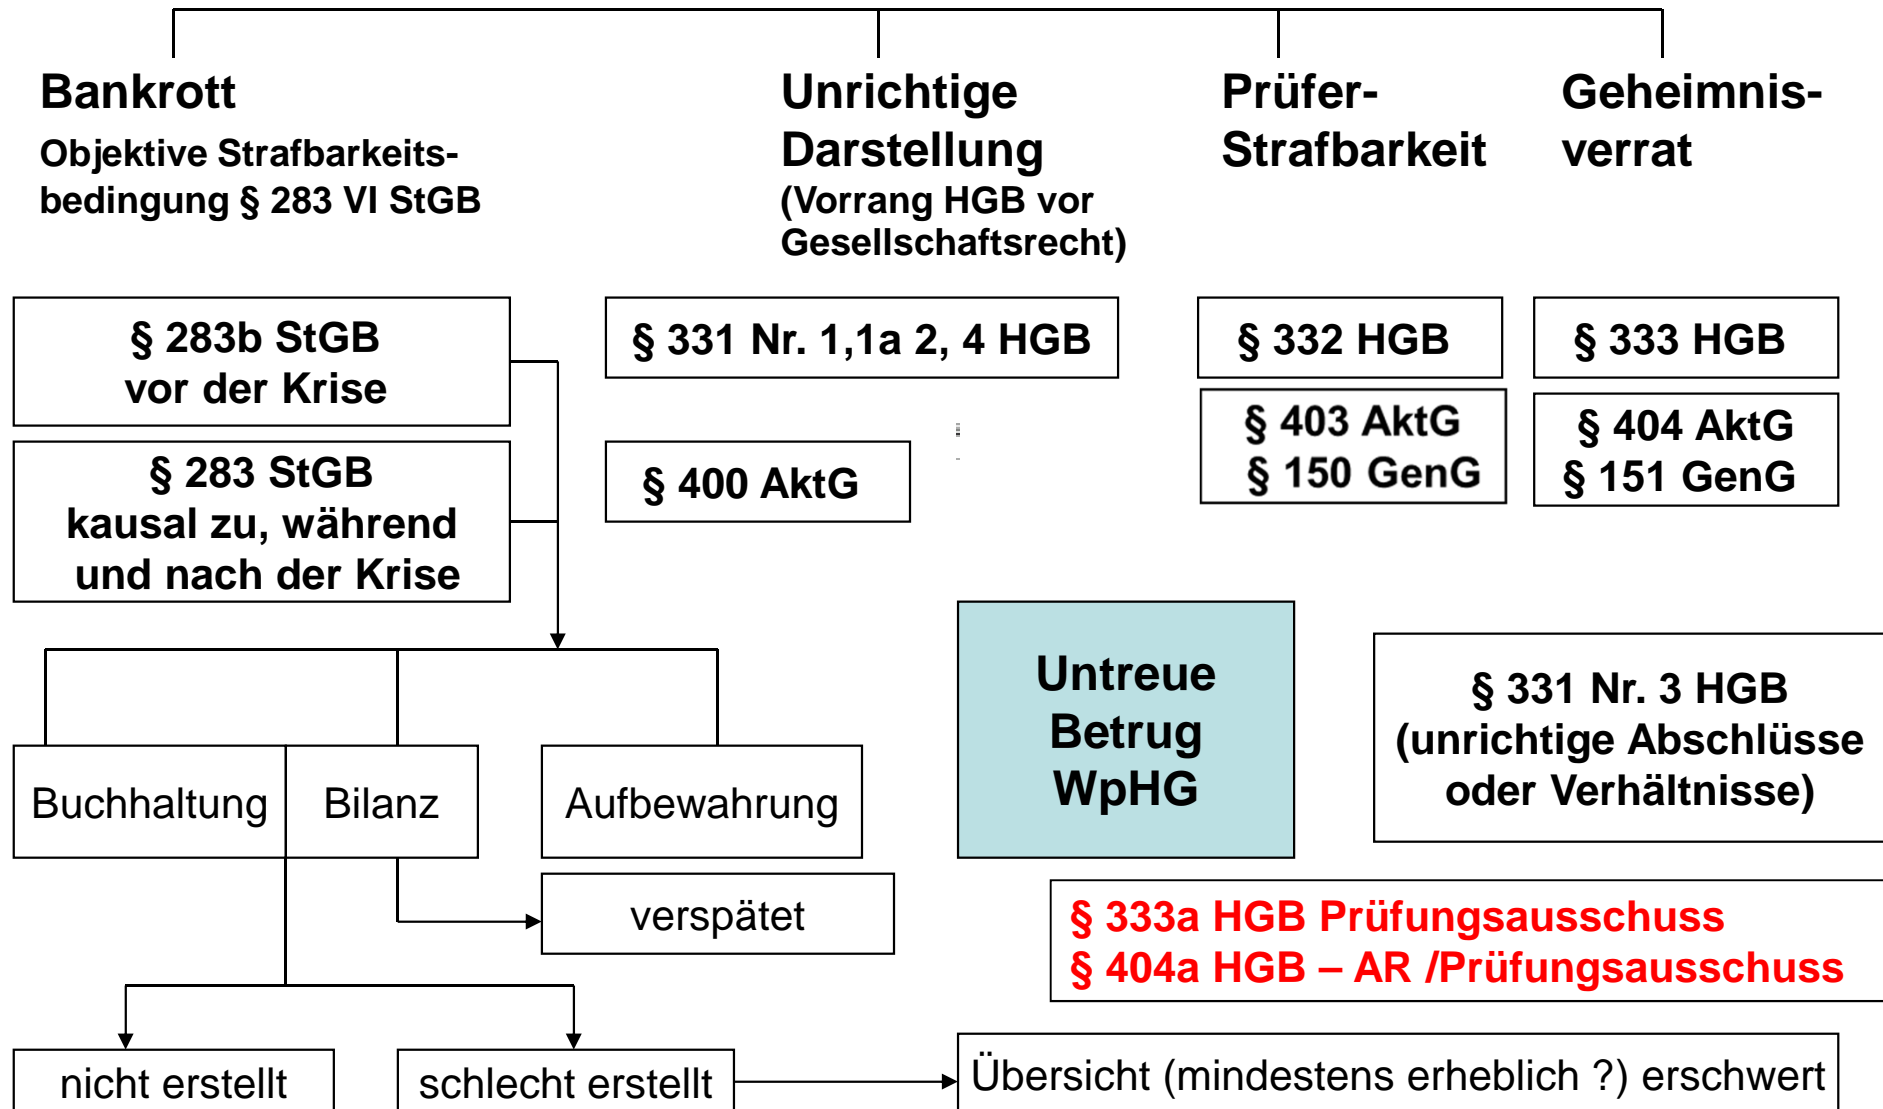 Bankrott
Objektive Strafbarkeits-
bedingung § 283 VI StGB
Unrichtige
Darstellung
(Vorrang HGB vor
Gesellschaftsrecht)
Prüfer-
Strafbarkeit
Geheimnis-
verrat
§ 283b StGB
vor der Krise
§ 331 Nr. 1,1a 2, 4 HGB
§ 332 HGB
§ 333 HGB
§ 283 StGB
kausal zu, während
und nach der Krise
§ 400 AktG
§ 403 AktG
§ 150 GenG
§ 404 AktG
§ 151 GenG
Untreue
Betrug
WpHG
§ 331 Nr. 3 HGB
(unrichtige Abschlüsse
oder Verhältnisse)
Buchhaltung
Bilanz
Aufbewahrung
verspätet
§ 333a HGB Prüfungsausschuss
§ 404a HGB – AR /Prüfungsausschuss
nicht erstellt
schlecht erstellt
Übersicht (mindestens erheblich ?) erschwert